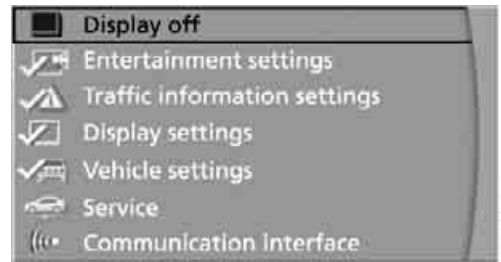 Display off
Entertainment settings
Traffic information settings
Display settings
Vehicle settings
Service
Communication interface